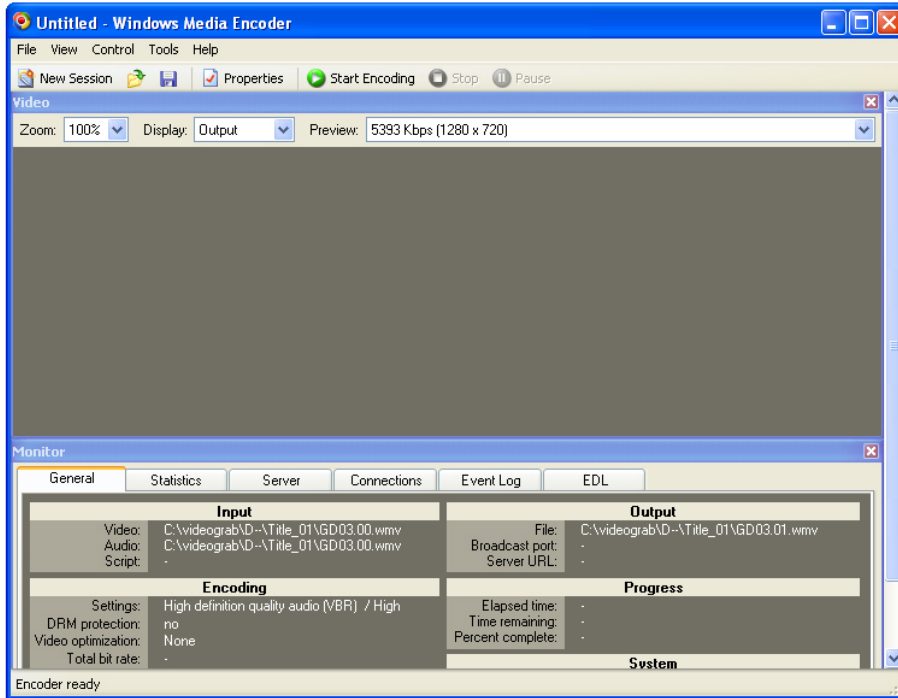 Untitled - Windows Media Encoder
File View Control Tools Help
New Session Properties Start Encoding Stop Pause
Video
Zoom: 100% Display: Output Preview: 5393 Kbps (1280 x 720)
Monitor
General Statistics Server Connections Event Log EDL
Input
Video: C:\videograb\D--\Title_01\GD03.00.wmv
Audio: C:\videograb\D--\Title_01\GD03.00.wmv
Script: -
Output
File: C:\videograb\D--\Title_01\GD03.01.wmv
Broadcast port: -
Server URL: -
Encoding
Settings: High definition quality audio (VBR) / High
DRM protection: no
Video optimization: None
Total bit rate: -
Progress
Elapsed time: -
Time remaining: -
Percent complete: -
System
Encoder ready